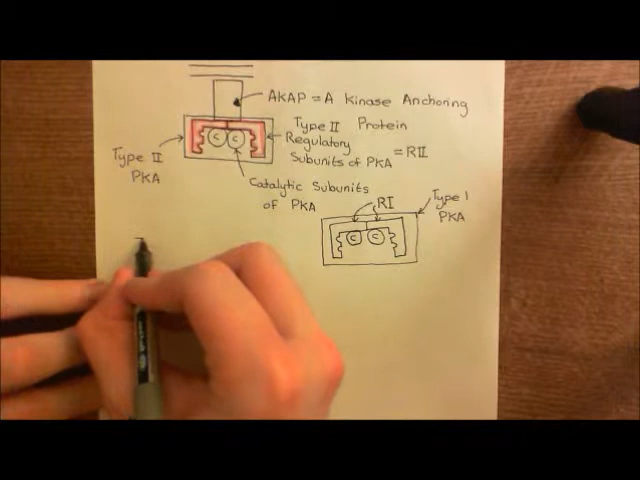 AKAP = A Kinase Anchoring
Protein
Type II
Regulatory
Subunits of PKA = RII
C C
Type II
PKA
Catalytic Subunits
of PKA
RI
Type I
PKA
C C